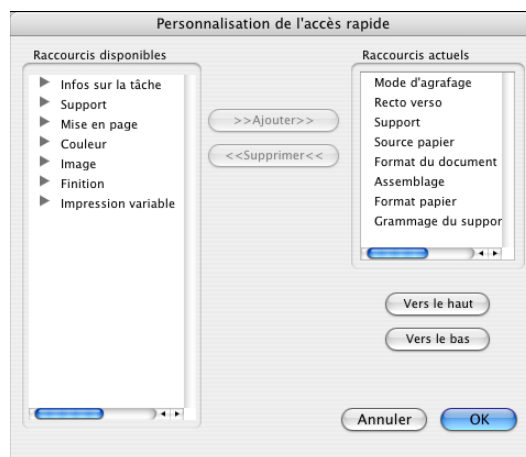 Personnalisation de l'accès rapide
Raccourcis disponibles
Infos sur la tâche
Support
Mise en page
Couleur
Image
Finition
Impression variable
>>Ajouter>>
<<Supprimer<<
Raccourcis actuels
Mode d'agrafage
Recto verso
Support
Source papier
Format du document
Assemblage
Format papier
Grammage du suppor
Vers le haut
Vers le bas
Annuler
OK